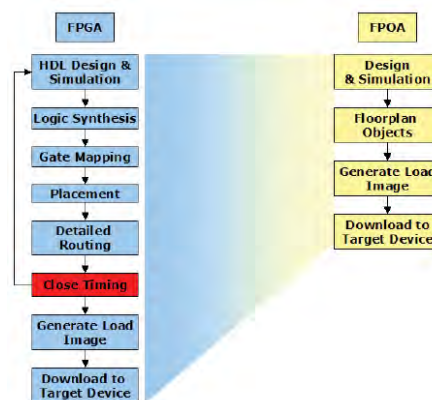 FPGA
HDL Design &
Simulation
Logic Synthesis
Gate Mapping
Placement
Detailed
Routing
Close Timing
Generate Load
Image
Download to
Target Device
FPOA
Design
& Simulation
Floorplan
Objects
Generate Load
Image
Download to
Target Device